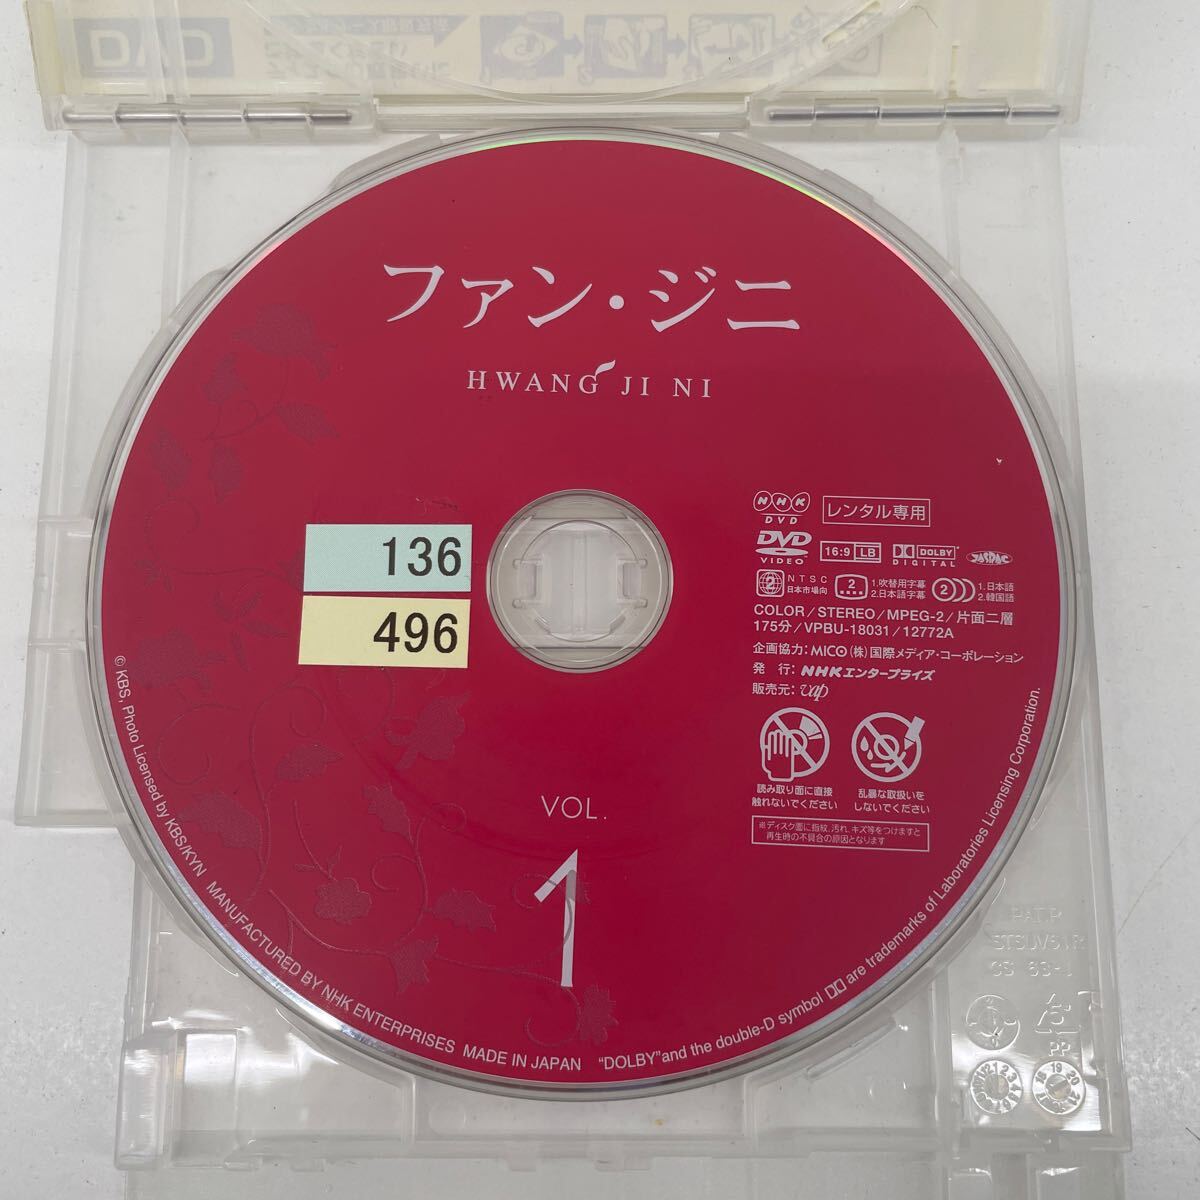 DVD
ファン・ジニ
HWANG JI NI
136
496
NHK
DVD
レンタル専用
DVD
VIDEO
16:9 LB
DOLBY
DIGITAL
JASRAC
2
NTSC
日本市場向
2
1.吹替用字幕
2.日本語字幕
2
1.日本語
2.韓国語
COLOR/STEREO/MPEG-2/片面二層
175分/VPBU-18031/12772A
企画協力:MICO(株)国際メディア・コーポレーション
発 行:NHKエンタープライズ
販売元:vap
読み取り面に直接
触れないでください
乱暴な取扱いを
しないでください
※ディスク面に指紋、汚れ、キズ等をつけますと
再生時の不具合の原因となります
VOL.
1
© KBS, Photo Licensed by KBS/KYN MANUFACTURED BY NHK ENTERPRISES MADE IN JAPAN "DOLBY" and the double-D symbol are trademarks of Laboratories Licensing Corporation.
PAT.P
PP